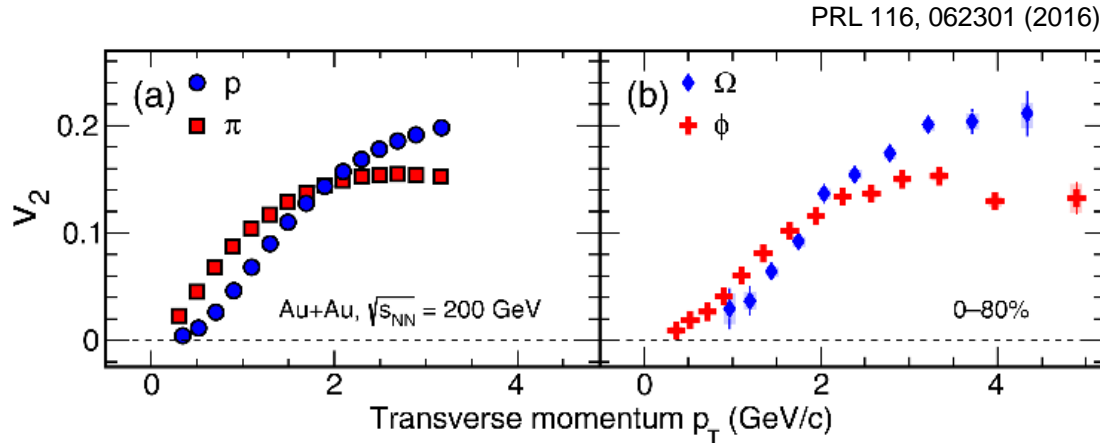 PRL 116, 062301 (2016)
(a) p
π
(b) Ω
ϕ
0.2
0.1
0
v2
Au+Au, √sNN = 200 GeV
0–80%
0 2 4 0 2 4
Transverse momentum pT (GeV/c)